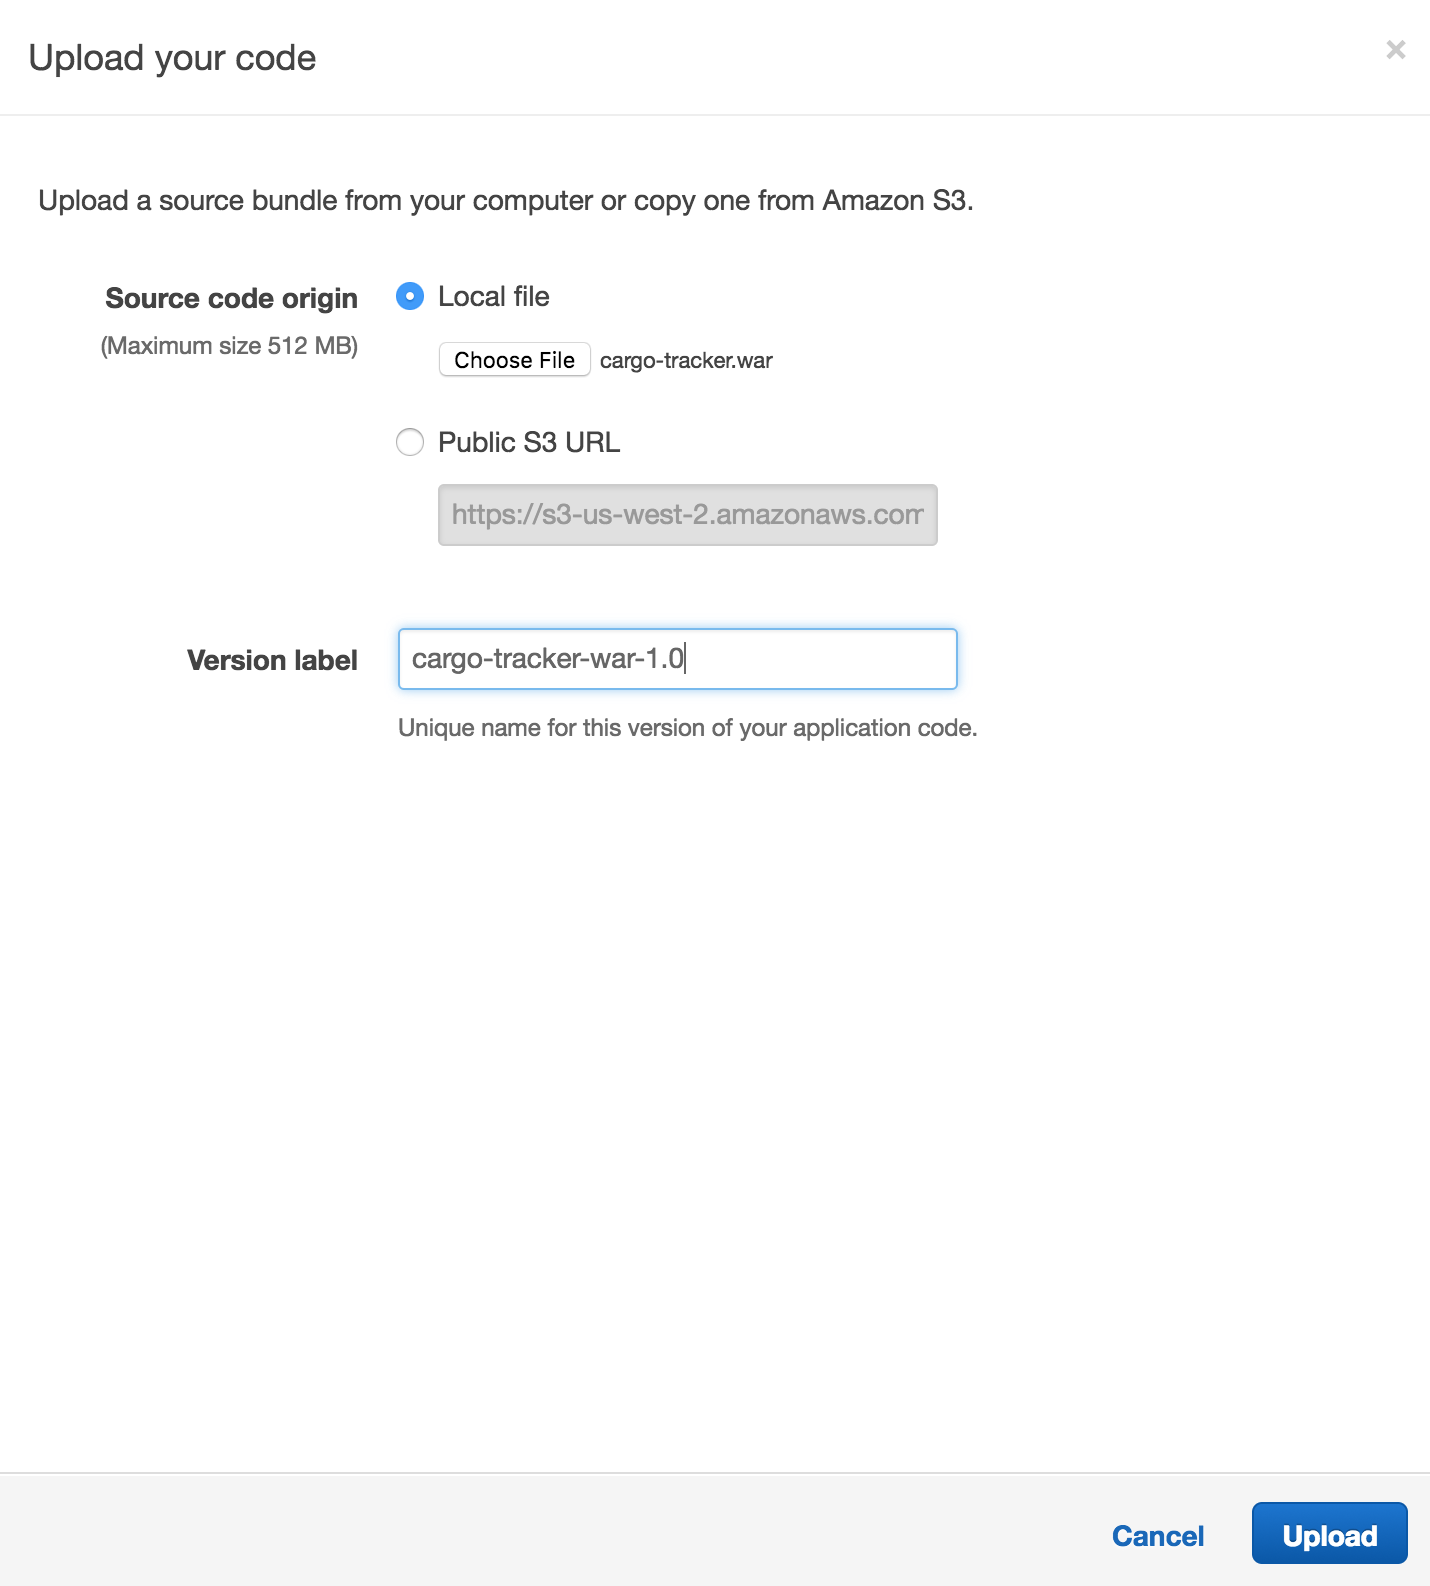 Upload your code
×
Upload a source bundle from your computer or copy one from Amazon S3.
Source code origin
(Maximum size 512 MB)
Local file
Choose File cargo-tracker.war
Public S3 URL
https://s3-us-west-2.amazonaws.com
Version label
cargo-tracker-war-1.0
Unique name for this version of your application code.
Cancel Upload